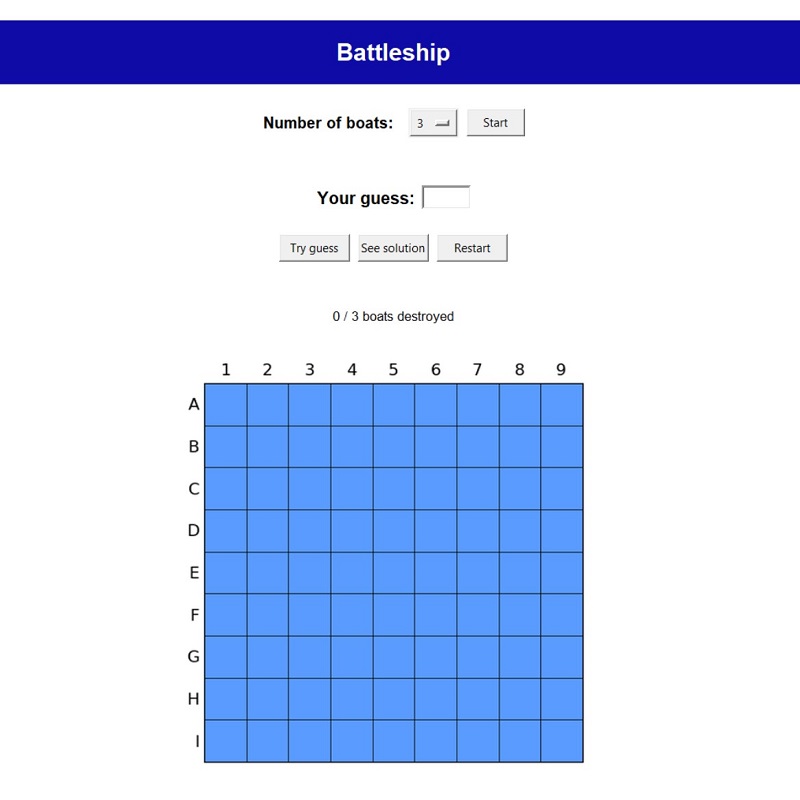 Battleship
Number of boats: 3 Start
Your guess:
Try guess See solution Restart
0 / 3 boats destroyed
1 2 3 4 5 6 7 8 9
A
B
C
D
E
F
G
H
I